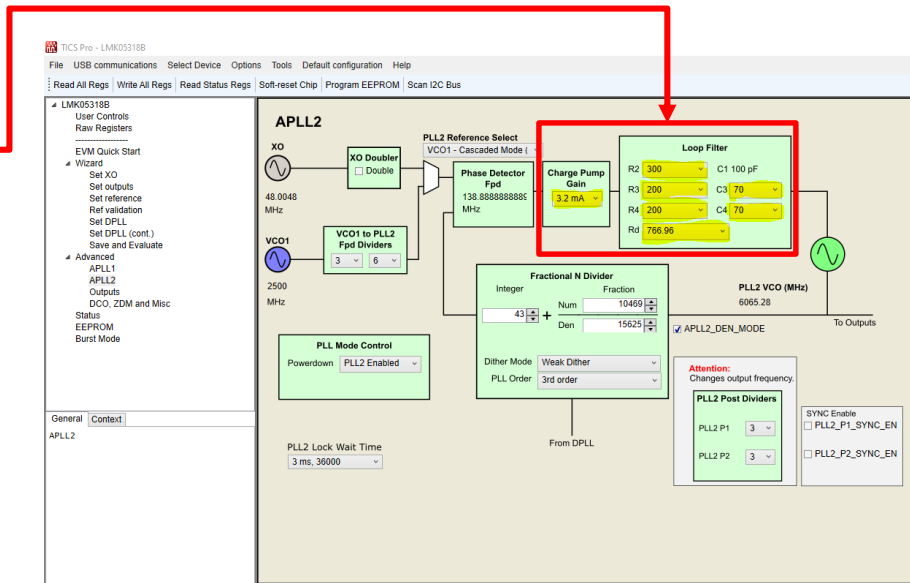 TICS Pro - LMK05318B
File USB communications Select Device Options Tools Default configuration Help
Read All Regs Write All Regs Read Status Regs Soft-reset Chip Program EEPROM Scan I2C Bus
LMK05318B
User Controls
Raw Registers
--------------------
EVM Quick Start
Wizard
Set XO
Set outputs
Set reference
Ref validation
Set DPLL
Set DPLL (cont.)
Save and Evaluate
Advanced
APLL1
APLL2
Outputs
DCO, ZDM and Misc
Status
EEPROM
Burst Mode
General Context
APLL2
APLL2
XO
48.0048
MHz
XO Doubler
Double
PLL2 Reference Select
VCO1 - Cascaded Mode (
Phase Detector
Fpd
138.8888888889
MHz
Charge Pump
Gain
3.2 mA
Loop Filter
R2 300 C1 100 pF
R3 200 C3 70
R4 200 C4 70
Rd 766.96
VCO1
2500
MHz
VCO1 to PLL2
Fpd Dividers
3 6
Fractional N Divider
Integer Fraction
43 + Num 10469
Den 15625
Dither Mode Weak Dither
PLL Order 3rd order
APLL2_DEN_MODE
PLL2 VCO (MHz)
6065.28
To Outputs
PLL Mode Control
Powerdown PLL2 Enabled
PLL2 Lock Wait Time
3 ms, 36000
From DPLL
Attention:
Changes output frequency.
PLL2 Post Dividers
PLL2 P1 3
PLL2 P2 3
SYNC Enable
PLL2_P1_SYNC_EN
PLL2_P2_SYNC_EN